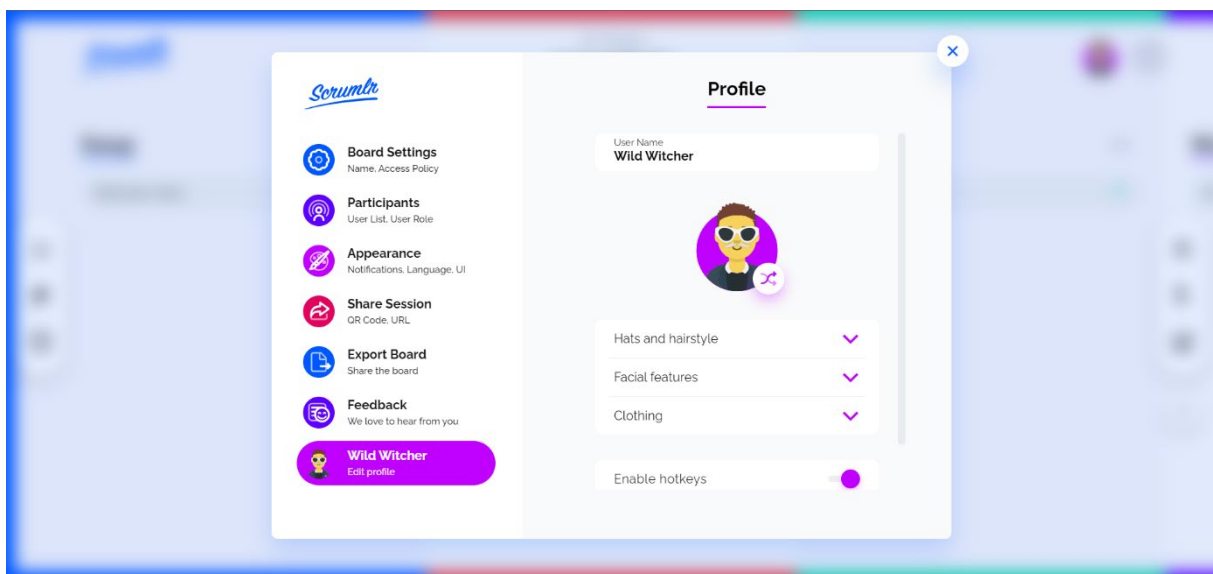 Scrumlr
Board Settings
Name, Access Policy
Participants
User List, User Role
Appearance
Notifications, Language, UI
Share Session
QR Code, URL
Export Board
Share the board
Feedback
We love to hear from you
Wild Witcher
Edit profile
Profile
User Name
Wild Witcher
Hats and hairstyle
Facial features
Clothing
Enable hotkeys